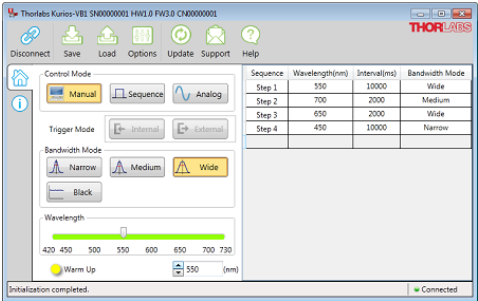 Thorlabs Kurios-VB1 SN00000001 HW1.0 FW3.0 CN00000001
THORLABS
Disconnect Save Load Options Update Support Help
Control Mode
Manual Sequence Analog
Trigger Mode Internal External
Bandwidth Mode
Narrow Medium Wide
Black
Wavelength
420 450 500 550 600 650 700 730
Warm Up 550 (nm)
Sequence Wavelength(nm) Interval(ms) Bandwidth Mode
Step 1 550 10000 Wide
Step 2 700 2000 Medium
Step 3 650 2000 Wide
Step 4 450 10000 Narrow
Initialization completed. Connected